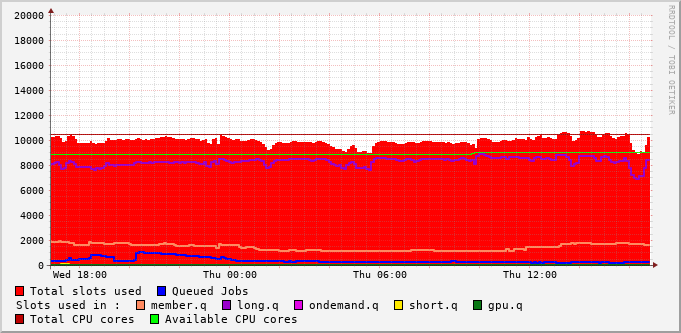 20000
18000
16000
14000
12000
10000
8000
6000
4000
2000
0
Wed 18:00 Thu 00:00 Thu 06:00 Thu 12:00
RRDTOOL / TOBI OETIKER
Total slots used Queued Jobs
Slots used in : member.q long.q ondemand.q short.q gpu.q
Total CPU cores Available CPU cores